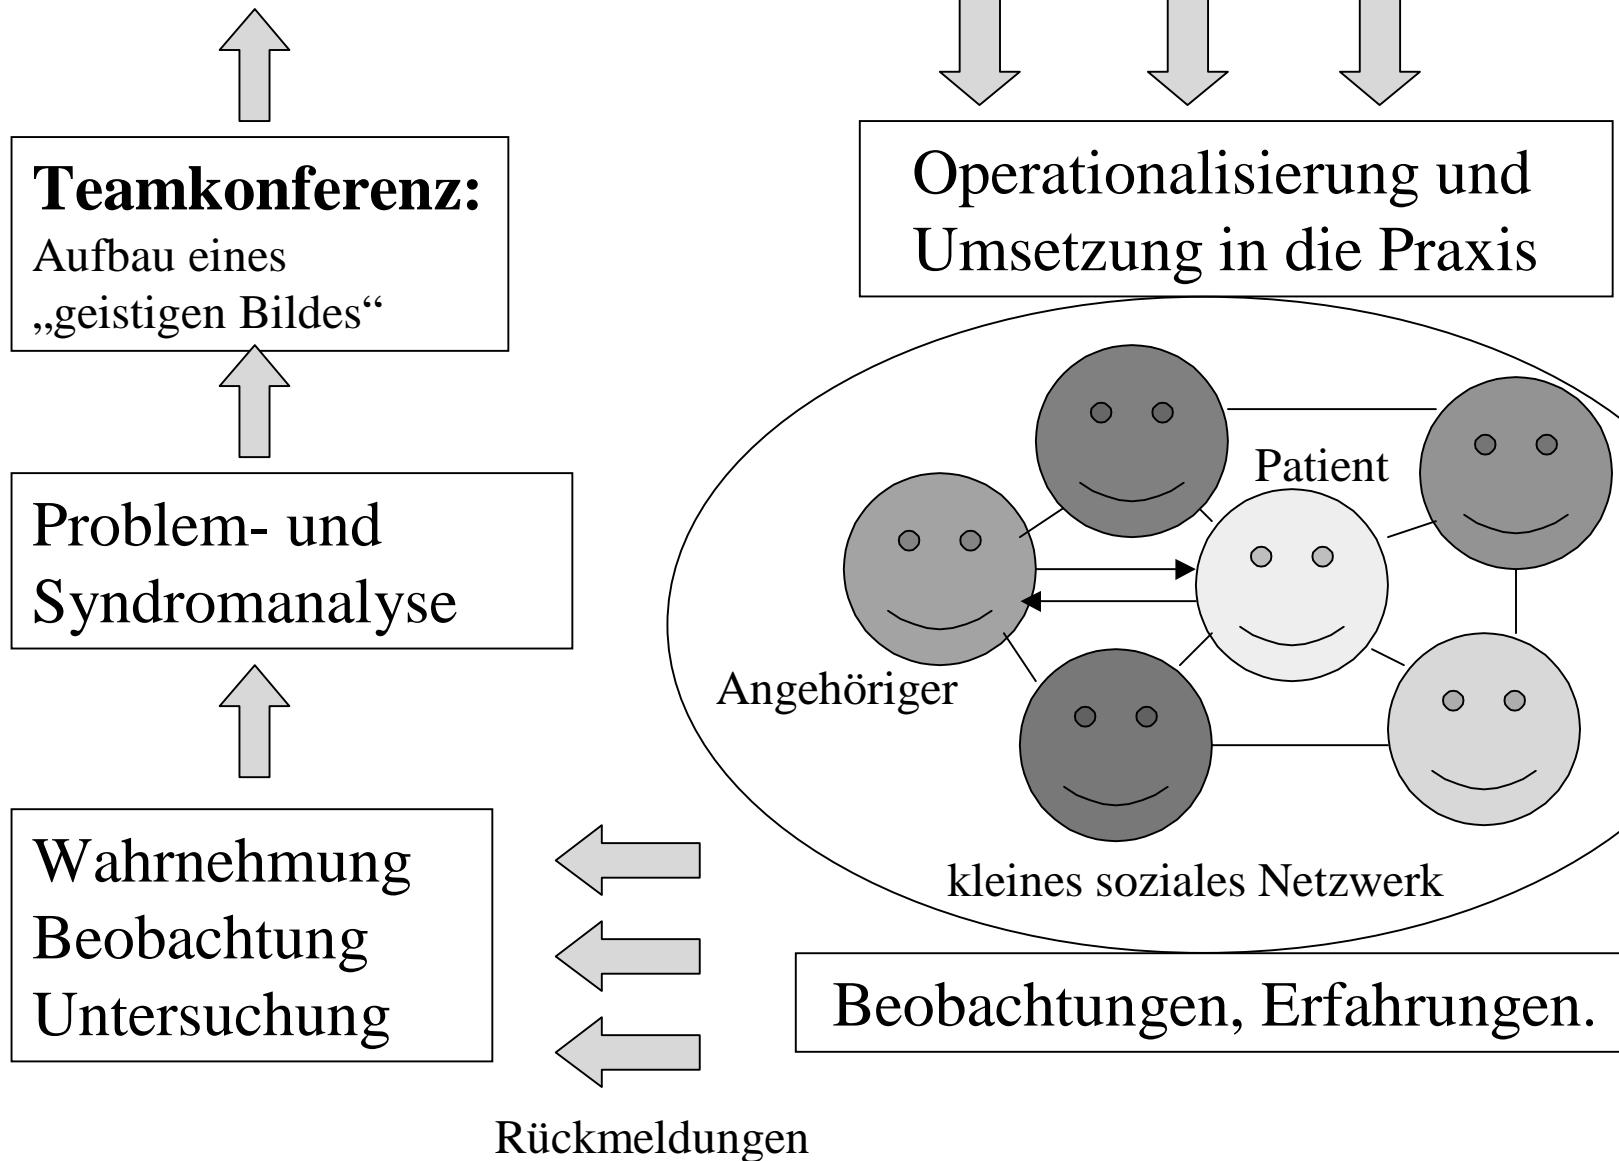 Teamkonferenz:
Aufbau eines
„geistigen Bildes“
Problem- und
Syndromanalyse
Wahrnehmung
Beobachtung
Untersuchung
Rückmeldungen
Operationalisierung und
Umsetzung in die Praxis
Patient
Angehöriger
kleines soziales Netzwerk
Beobachtungen, Erfahrungen.